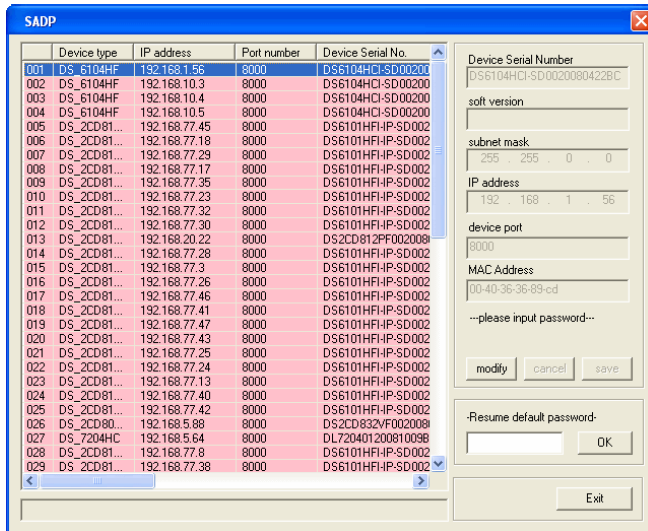 SADP
Device type IP address Port number Device Serial No.
001 DS_6104HF 192.168.1.56 8000 DS6104HCI-SD00200
002 DS_6104HF 192.168.10.3 8000 DS6104HCI-SD00200
003 DS_6104HF 192.168.10.4 8000 DS6104HCI-SD00200
004 DS_6104HF 192.168.10.5 8000 DS6104HCI-SD00200
005 DS_2CD81... 192.168.77.45 8000 DS6101HFI-IP-SD002
006 DS_2CD81... 192.168.77.18 8000 DS6101HFI-IP-SD002
007 DS_2CD81... 192.168.77.29 8000 DS6101HFI-IP-SD002
008 DS_2CD81... 192.168.77.17 8000 DS6101HFI-IP-SD002
009 DS_2CD81... 192.168.77.35 8000 DS6101HFI-IP-SD002
010 DS_2CD81... 192.168.77.23 8000 DS6101HFI-IP-SD002
011 DS_2CD81... 192.168.77.32 8000 DS6101HFI-IP-SD002
012 DS_2CD81... 192.168.77.30 8000 DS6101HFI-IP-SD002
013 DS_2CD81... 192.168.20.22 8000 DS2CD812PF002008
014 DS_2CD81... 192.168.77.28 8000 DS6101HFI-IP-SD002
015 DS_2CD81... 192.168.77.3 8000 DS6101HFI-IP-SD002
016 DS_2CD81... 192.168.77.26 8000 DS6101HFI-IP-SD002
017 DS_2CD81... 192.168.77.46 8000 DS6101HFI-IP-SD002
018 DS_2CD81... 192.168.77.41 8000 DS6101HFI-IP-SD002
019 DS_2CD81... 192.168.77.47 8000 DS6101HFI-IP-SD002
020 DS_2CD81... 192.168.77.43 8000 DS6101HFI-IP-SD002
021 DS_2CD81... 192.168.77.25 8000 DS6101HFI-IP-SD002
022 DS_2CD81... 192.168.77.24 8000 DS6101HFI-IP-SD002
023 DS_2CD81... 192.168.77.13 8000 DS6101HFI-IP-SD002
024 DS_2CD81... 192.168.77.40 8000 DS6101HFI-IP-SD002
025 DS_2CD81... 192.168.77.42 8000 DS6101HFI-IP-SD002
026 DS_2CD80... 192.168.5.88 8000 DS2CD832VF002008
027 DS_7204HC 192.168.5.64 8000 DL72040120081009B
028 DS_2CD81... 192.168.77.8 8000 DS6101HFI-IP-SD002
029 DS_2CD81... 192.168.77.38 8000 DS6101HFI-IP-SD002
Device Serial Number
DS6104HCI-SD0020080422BC
soft version
subnet mask
255 . 255 . 0 . 0
IP address
192 . 168 . 1 . 56
device port
8000
MAC Address
00-40-36-36-89-cd
---please input password---
modify cancel save
-Resume default password-
OK
Exit